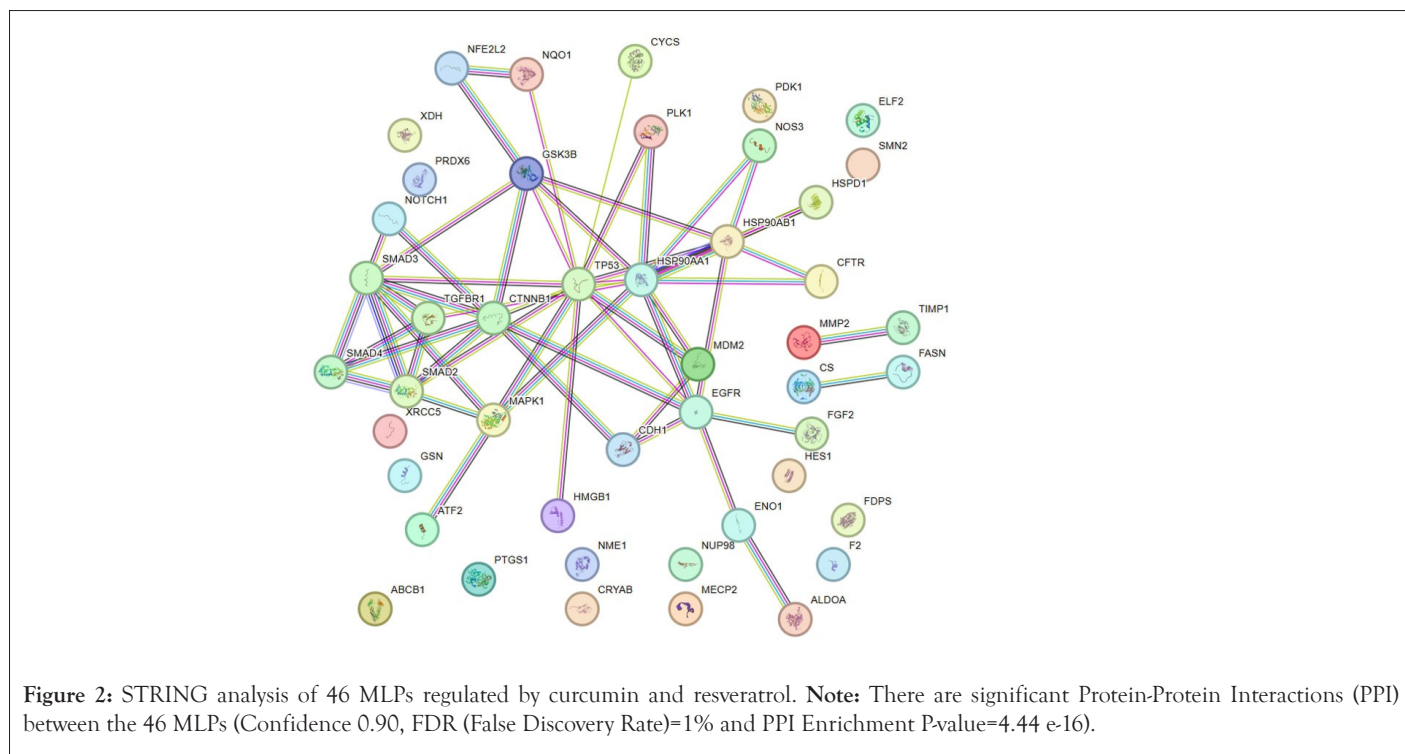 CYCS
NFE2L2
NQO1
PDK1
ELF2
PLK1
NOS3
XDH
SMN2
GSK3B
PRDX6
HSPD1
NOTCH1
HSP90AB1
SMAD3
TP53
HSP90AA1
CFTR
TGFBR1
CTNNB1
TIMP1
MMP2
MDM2
SMAD4
SMAD2
CS
FASN
EGFR
MAPK1
XRCC5
FGF2
CDH1
GSN
HES1
HMGB1
ENO1
FDPS
ATF2
NME1
NUP98
F2
PTGS1
ABCB1
CRYAB
MECP2
ALDOA
Figure 2: STRING analysis of 46 MLPs regulated by curcumin and resveratrol. Note: There are significant Protein-Protein Interactions (PPI)
between the 46 MLPs (Confidence 0.90, FDR (False Discovery Rate)=1% and PPI Enrichment P-value=4.44 e-16).